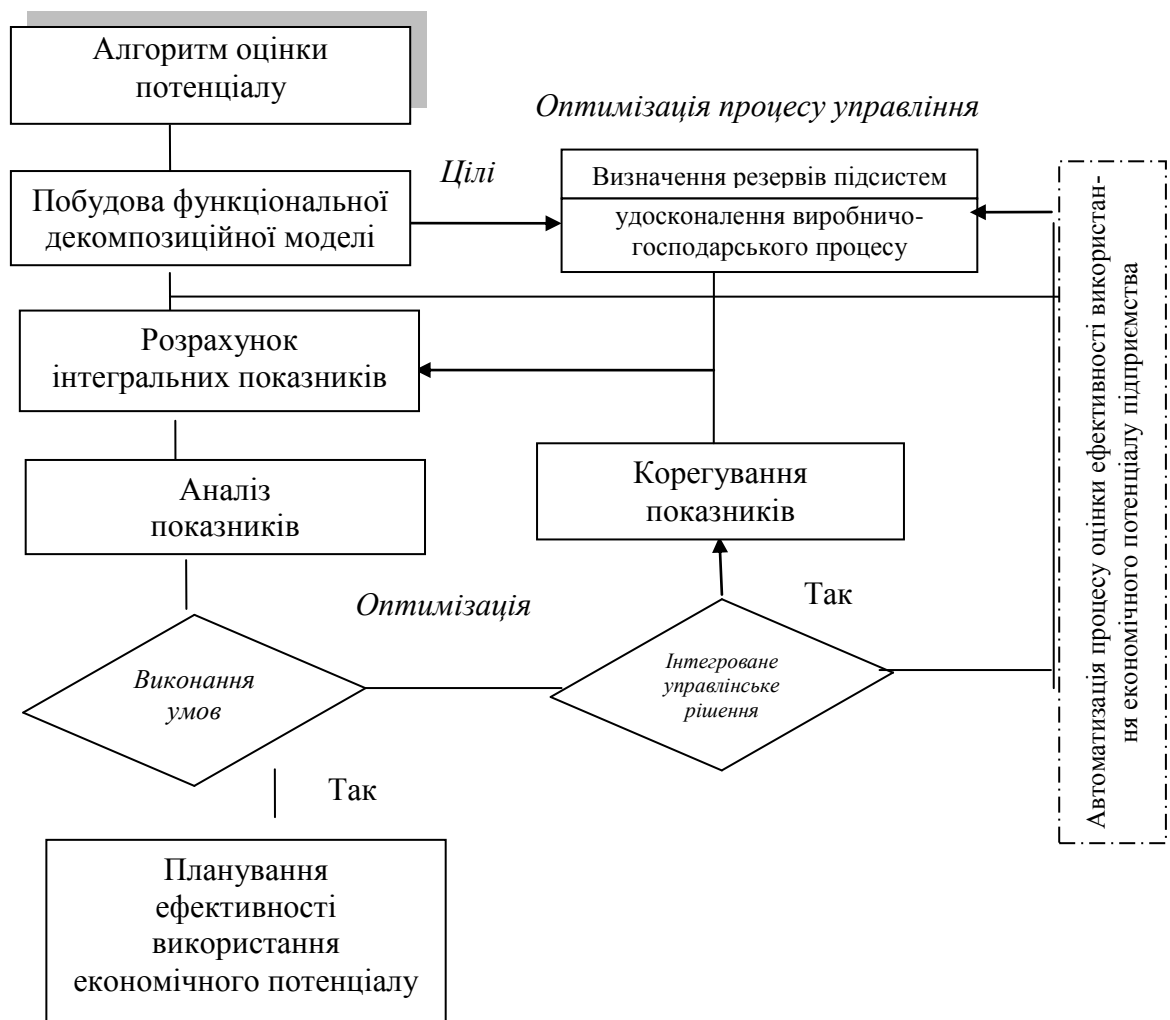 Алгоритм оцінки
потенціалу
Оптимізація процесу управління
Цілі
Побудова функціональної
декомпозиційної моделі
Визначення резервів підсистем
удосконалення виробничо-
господарського процесу
Розрахунок
інтегральних показників
Аналіз
показників
Корегування
показників
Оптимізація
Так
Виконання
умов
Інтегроване
управлінське
рішення
Так
Планування
ефективності
використання
економічного потенціалу
Автоматизація процесу оцінки ефективності використан-
ня економічного потенціалу підприємства